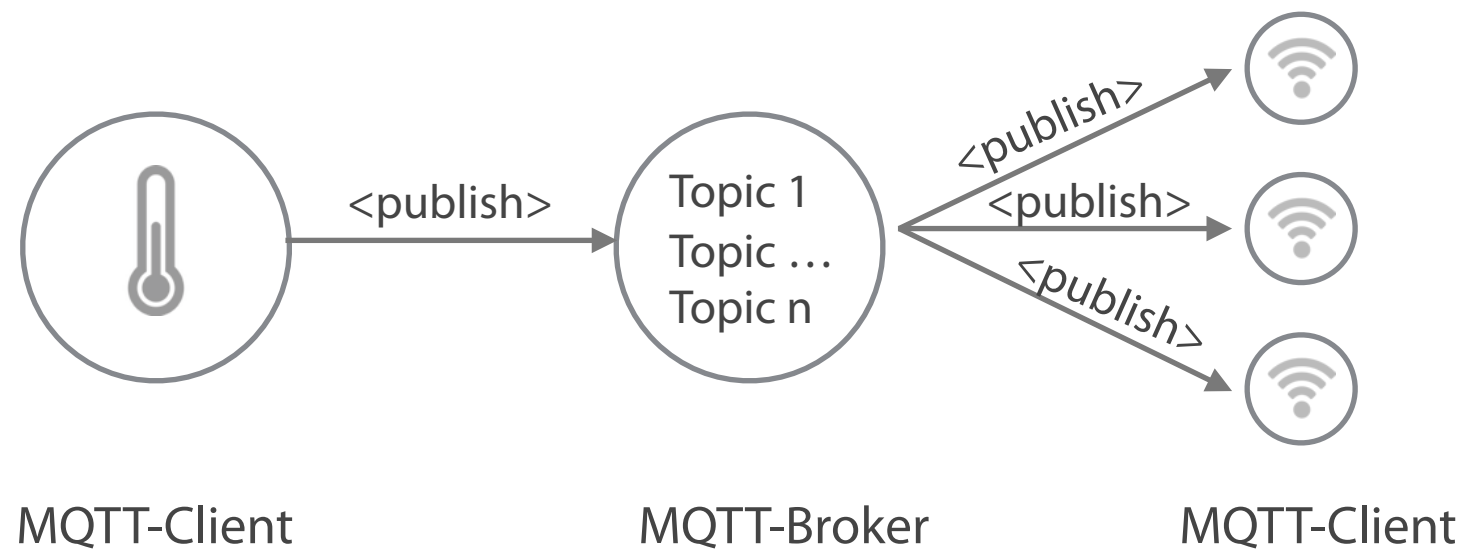 <publish>
Topic 1
Topic …
Topic n
<publish>
<publish>
<publish>
MQTT-Client
MQTT-Broker
MQTT-Client